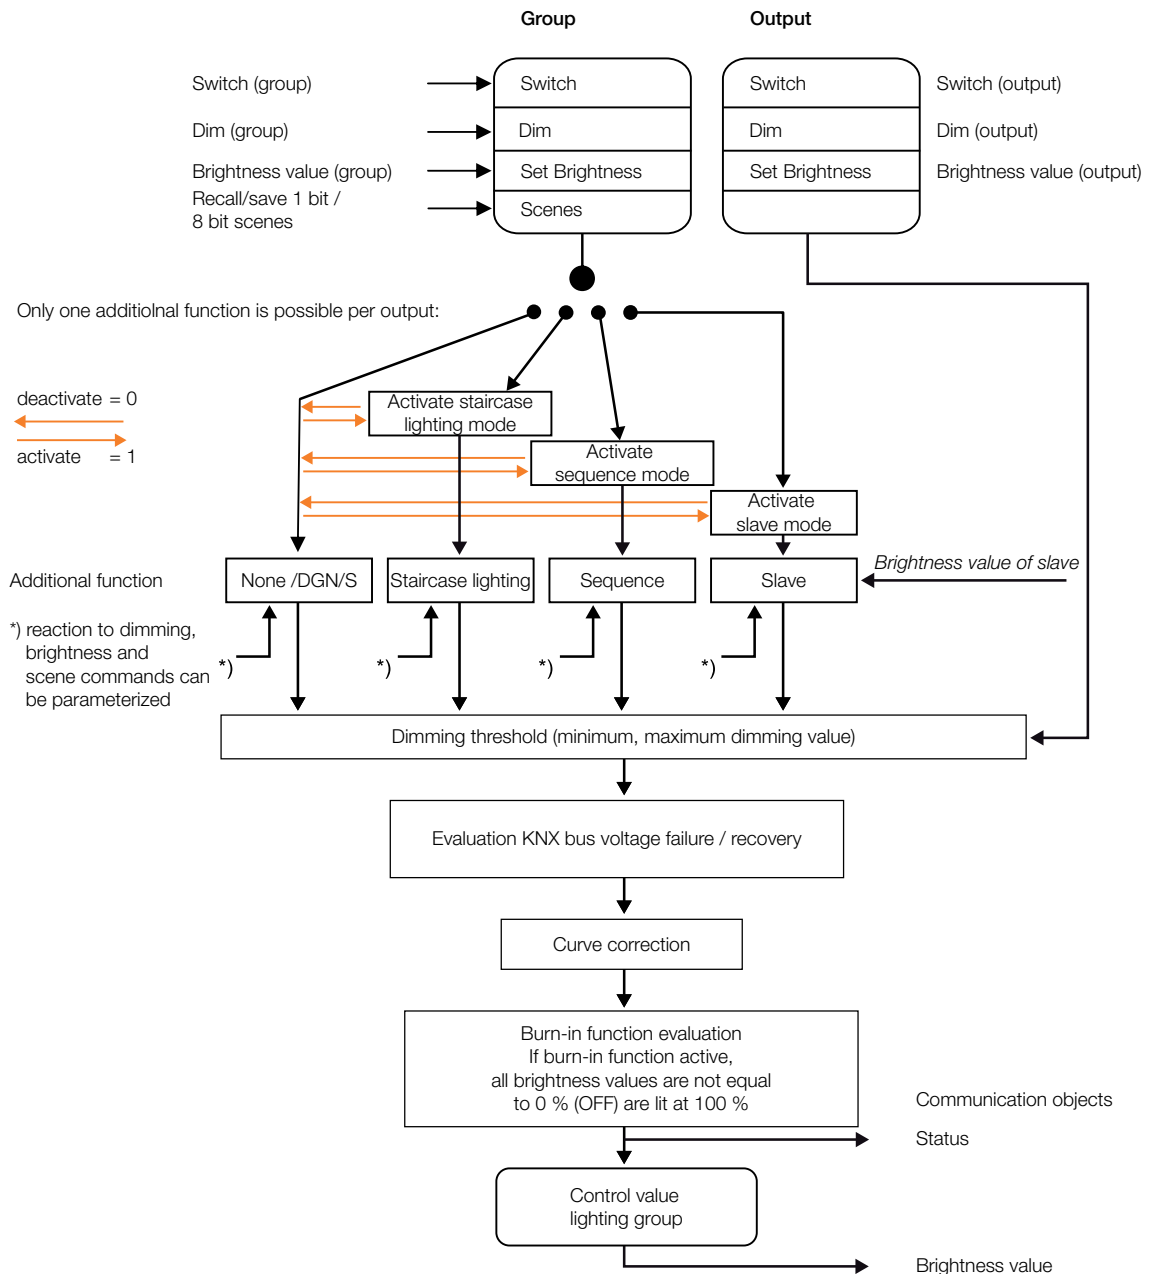 Group
Output
Switch (group)
Switch
Switch
Switch (output)
Dim (group)
Dim
Dim
Dim (output)
Brightness value (group)
Set Brightness
Set Brightness
Brightness value (output)
Recall/save 1 bit /
8 bit scenes
Scenes
Only one additiolnal function is possible per output:
deactivate = 0
activate = 1
Activate staircase
lighting mode
Activate
sequence mode
Activate
slave mode
Additional function
None /DGN/S
Staircase lighting
Sequence
Slave
Brightness value of slave
*) reaction to dimming,
brightness and
scene commands can
be parameterized
*)
*)
*)
*)
Dimming threshold (minimum, maximum dimming value)
Evaluation KNX bus voltage failure / recovery
Curve correction
Burn-in function evaluation
If burn-in function active,
all brightness values are not equal
to 0 % (OFF) are lit at 100 %
Communication objects
Status
Control value
lighting group
Brightness value